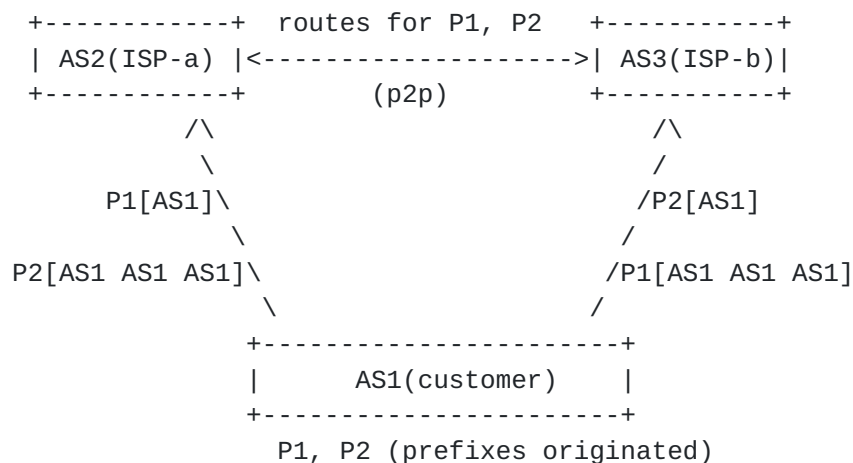 +------------+  routes for P1, P2   +-----------+
| AS2(ISP-a) |<--------------------->| AS3(ISP-b)|
+------------+        (p2p)         +-----------+
/\                              /\
\                             /
P1[AS1]\                           /P2[AS1]
\                         /
P2[AS1 AS1 AS1]\                       /P1[AS1 AS1 AS1]
\                     /
+-----------------------+
|      AS1(customer)    |
+-----------------------+
P1, P2 (prefixes originated)